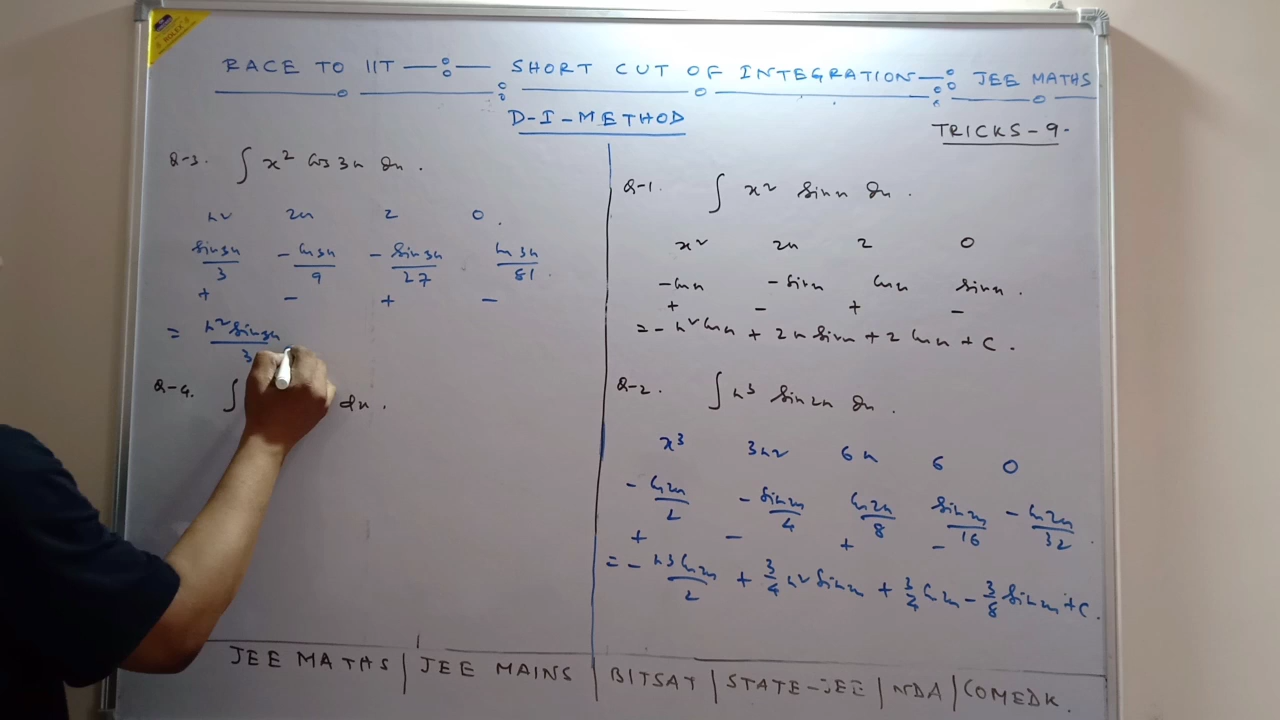 RACE TO IIT —:— SHORT CUT OF INTEGRATION —: JEE MATHS
D-I-METHOD
TRICKS-9.
Q-3. ∫ x² cos 3x dx .
x² 2x 2 0 .
sin3x/3 - cos3x/9 - sin3x/27 cos3x/81 .
+ - + -
= x² sin3x/3
Q-4. ∫ dx .
Q-1. ∫ x² sinx dx .
x² 2x 2 0
-cosx -sinx cosx sinx .
+ - + -
= - x² cosx + 2x sinx + 2 cosx + C .
Q-2. ∫ x³ sin2x dx .
x³ 3x² 6x 6 0
- cos2x/2 - sin2x/4 cos2x/8 sin2x/16 - cos2x/32 .
+ - + -
= - x³cos2x/2 + 3/4 x² sin2x + 3/4 cos2x - 3/8 sin2x + C .
JEE MATHS | JEE MAINS | BITSAT | STATE-JEE | NDA | COMEDK .